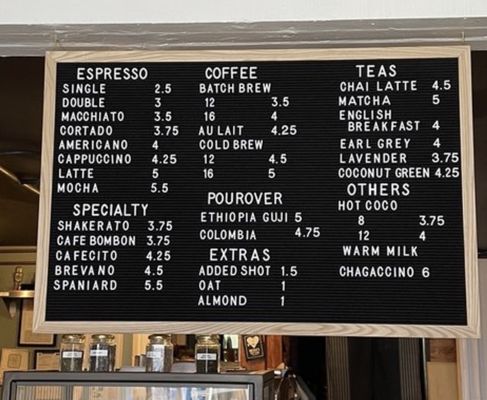 ESPRESSO
SINGLE 2.5
DOUBLE 3
MACCHIATO 3.5
CORTADO 3.75
AMERICANO 4
CAPPUCCINO 4.25
LATTE 5
MOCHA 5.5
SPECIALTY
SHAKERATO 3.75
CAFE BOMBON 3.75
CAFECITO 4.25
BREVANO 4.5
SPANIARD 5.5
COFFEE
BATCH BREW
12 3.5
16 4
AU LAIT 4.25
COLD BREW
12 4.5
16 5
POUROVER
ETHIOPIA GUJI 5
COLOMBIA 4.75
EXTRAS
ADDED SHOT 1.5
OAT 1
ALMOND 1
TEAS
CHAI LATTE 4.5
MATCHA 5
ENGLISH
BREAKFAST 4
EARL GREY 4
LAVENDER 3.75
COCONUT GREEN 4.25
OTHERS
HOT COCO
8 3.75
12 4
WARM MILK
CHAGACCINO 6